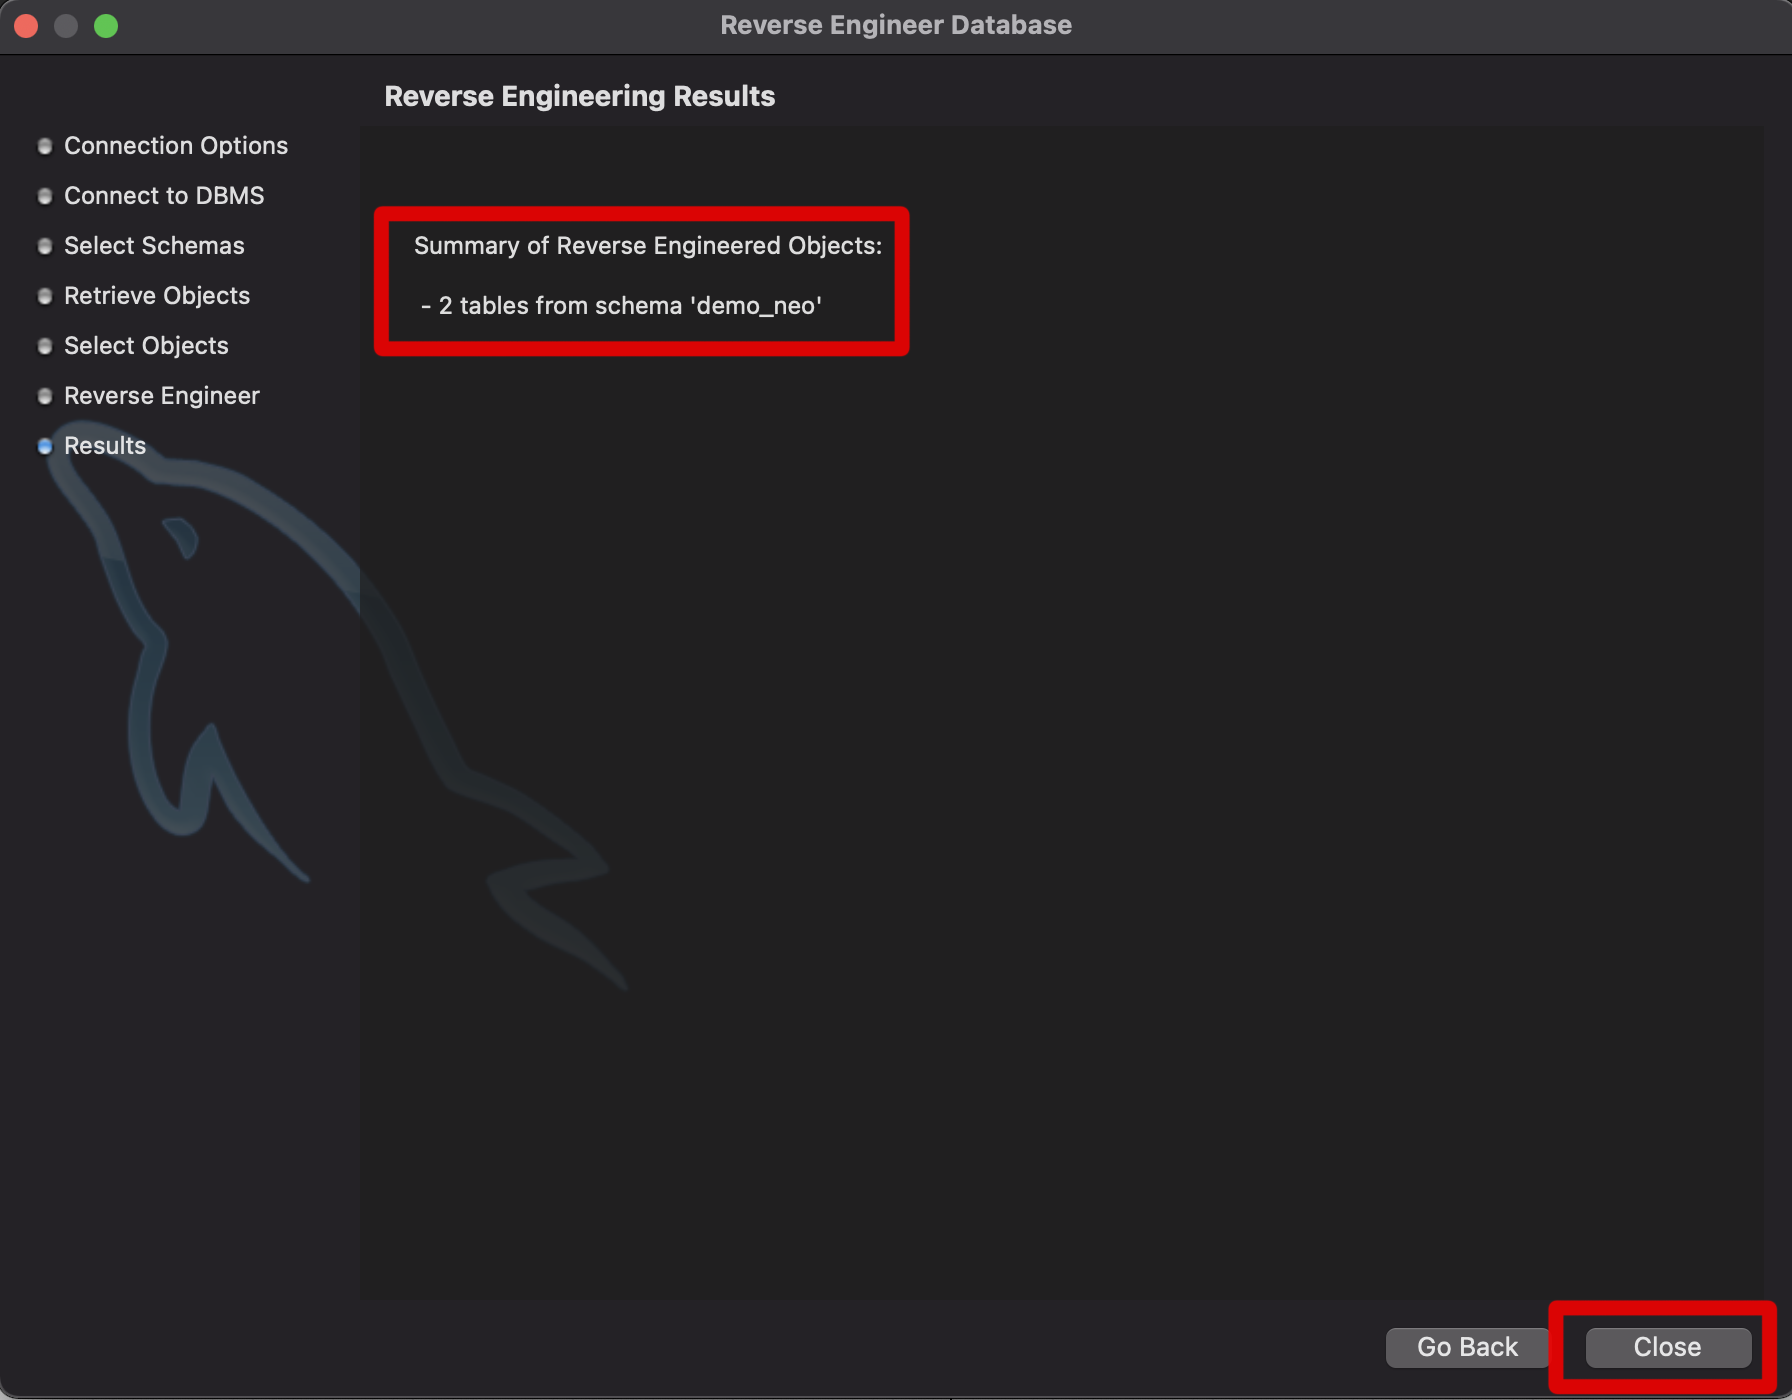 Reverse Engineer Database
Reverse Engineering Results
Connection Options
Connect to DBMS
Select Schemas
Retrieve Objects
Select Objects
Reverse Engineer
Results
Summary of Reverse Engineered Objects:
- 2 tables from schema 'demo_neo'
Go Back
Close